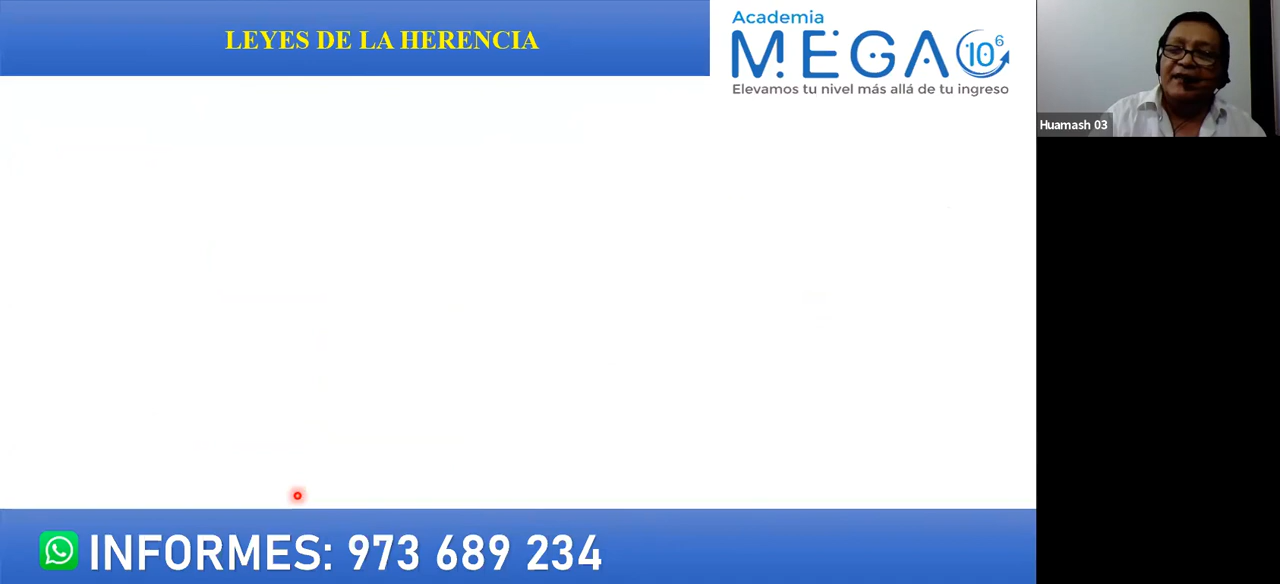 LEYES DE LA HERENCIA
Academia
MEGA 10⁶
Elevamos tu nivel más allá de tu ingreso
Huamash 03
INFORMES: 973 689 234